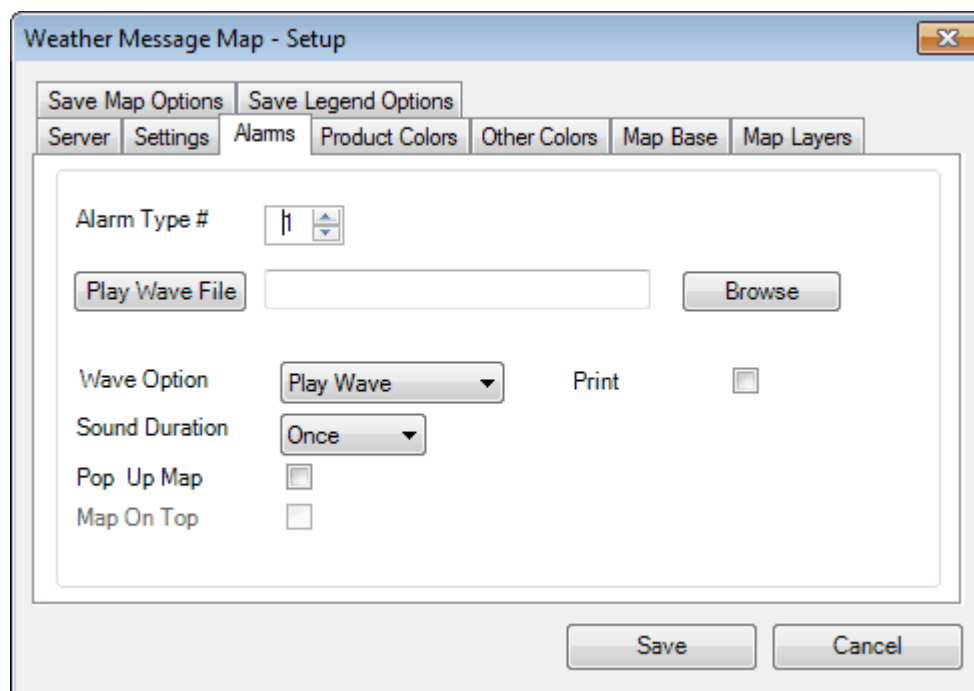 Weather Message Map - Setup
Save Map Options Save Legend Options
Server Settings Alarms Product Colors Other Colors Map Base Map Layers
Alarm Type # 1
Play Wave File Browse
Wave Option Play Wave Print
Sound Duration Once
Pop Up Map
Map On Top
Save Cancel